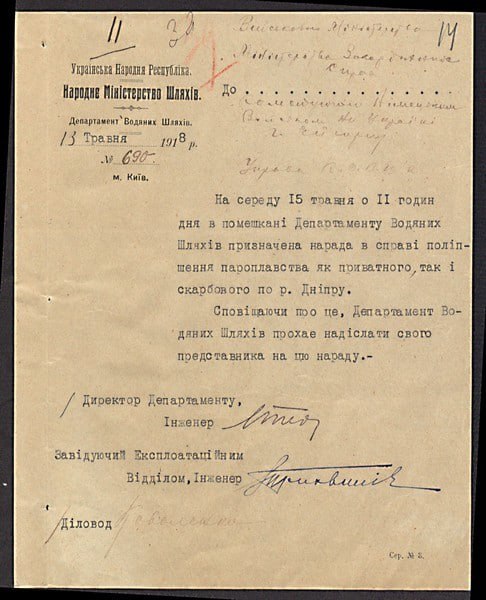 11
14
Українська Народня Республіка.
Народне Міністерство Шляхів.
Департамент Водяних Шляхів.
13 Травня 1918 р.
№ 690
м. Київ.
Міністерство
Міністерства
До
На середу 15 травня о 11 годин
дня в помешкані Департаменту Водяних
Шляхів призначена нарада в справі поліп-
шення пароплавства як приватного, так і
скарбового по р. Дніпру.
Сповіщаючи про це, Департамент Во-
дяних Шляхів прохає надіслати свого
представника на цю нараду.-
Директор Департаменту,
Інженер
Завідуючий Експлоатаційним
Відділом, Інженер
Діловод
Сер. № 3.